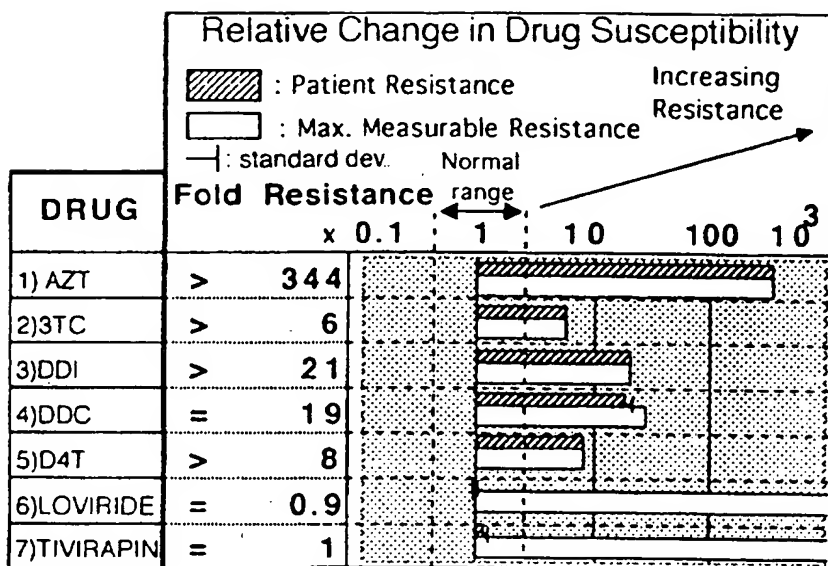 Relative Change in Drug Susceptibility
: Patient Resistance
: Max. Measurable Resistance
: standard dev..
Normal
range
Increasing
Resistance
DRUG
Fold Resistance
x 0.1 1 10 100 10³
1) AZT > 344
2)3TC > 6
3)DDI > 21
4)DDC = 19
5)D4T > 8
6)LOVIRIDE = 0.9
7)TIVIRAPIN = 1